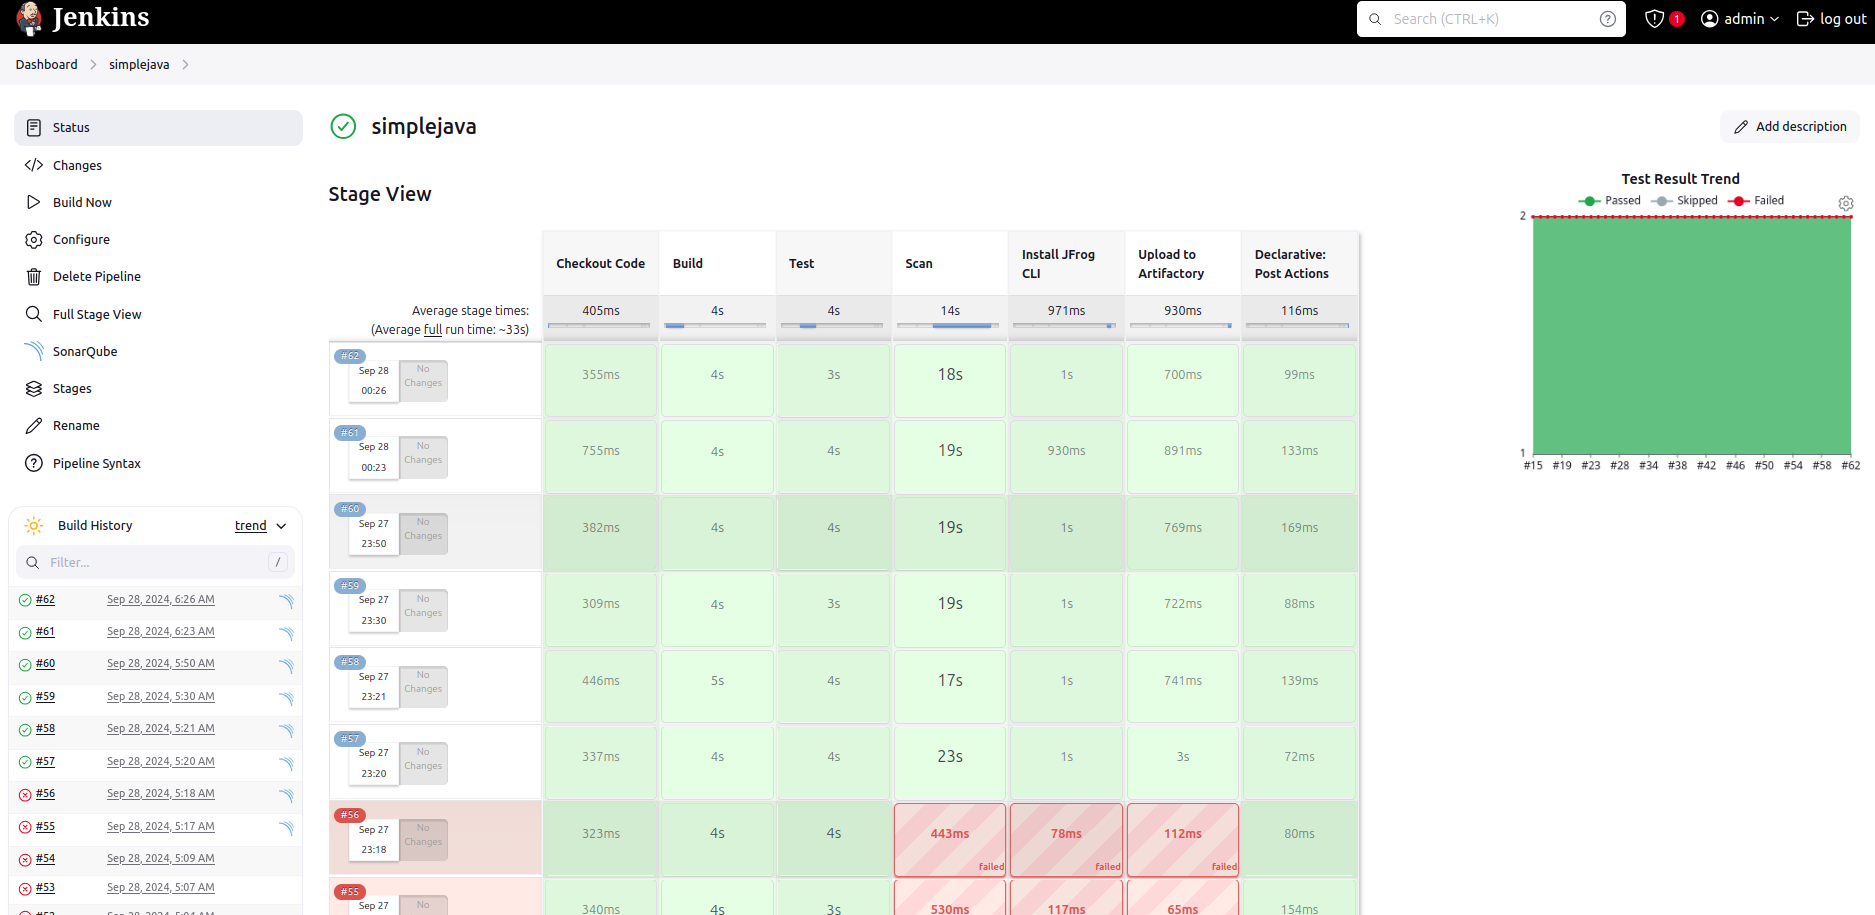 Jenkins
Search (CTRL+K)
1
admin
log out
Dashboard
simplejava
Status
Changes
Build Now
Configure
Delete Pipeline
Full Stage View
SonarQube
Stages
Rename
Pipeline Syntax
Build History
trend
Filter...
/
#62 Sep 28, 2024, 6:26 AM
#61 Sep 28, 2024, 6:23 AM
#60 Sep 28, 2024, 5:50 AM
#59 Sep 28, 2024, 5:30 AM
#58 Sep 28, 2024, 5:21 AM
#57 Sep 28, 2024, 5:20 AM
#56 Sep 28, 2024, 5:18 AM
#55 Sep 28, 2024, 5:17 AM
#54 Sep 28, 2024, 5:09 AM
#53 Sep 28, 2024, 5:07 AM
simplejava
Add description
Stage View
Checkout Code Build Test Scan Install JFrog CLI Upload to Artifactory Declarative: Post Actions
Average stage times:
(Average full run time: ~33s)
405ms 4s 4s 14s 971ms 930ms 116ms
#62
Sep 28
00:26
No Changes
355ms 4s 3s 18s 1s 700ms 99ms
#61
Sep 28
00:23
No Changes
755ms 4s 4s 19s 930ms 891ms 133ms
#60
Sep 27
23:50
No Changes
382ms 4s 4s 19s 1s 769ms 169ms
#59
Sep 27
23:30
No Changes
309ms 4s 3s 19s 1s 722ms 88ms
#58
Sep 27
23:21
No Changes
446ms 5s 4s 17s 1s 741ms 139ms
#57
Sep 27
23:20
No Changes
337ms 4s 4s 23s 1s 3s 72ms
#56
Sep 27
23:18
No Changes
323ms 4s 4s 443ms 78ms 112ms 80ms
failed failed failed
#55
Sep 27
No
340ms 4s 3s 530ms 117ms 65ms 154ms
Test Result Trend
Passed Skipped Failed
2
1
#15 #19 #23 #28 #34 #38 #42 #46 #50 #54 #58 #62